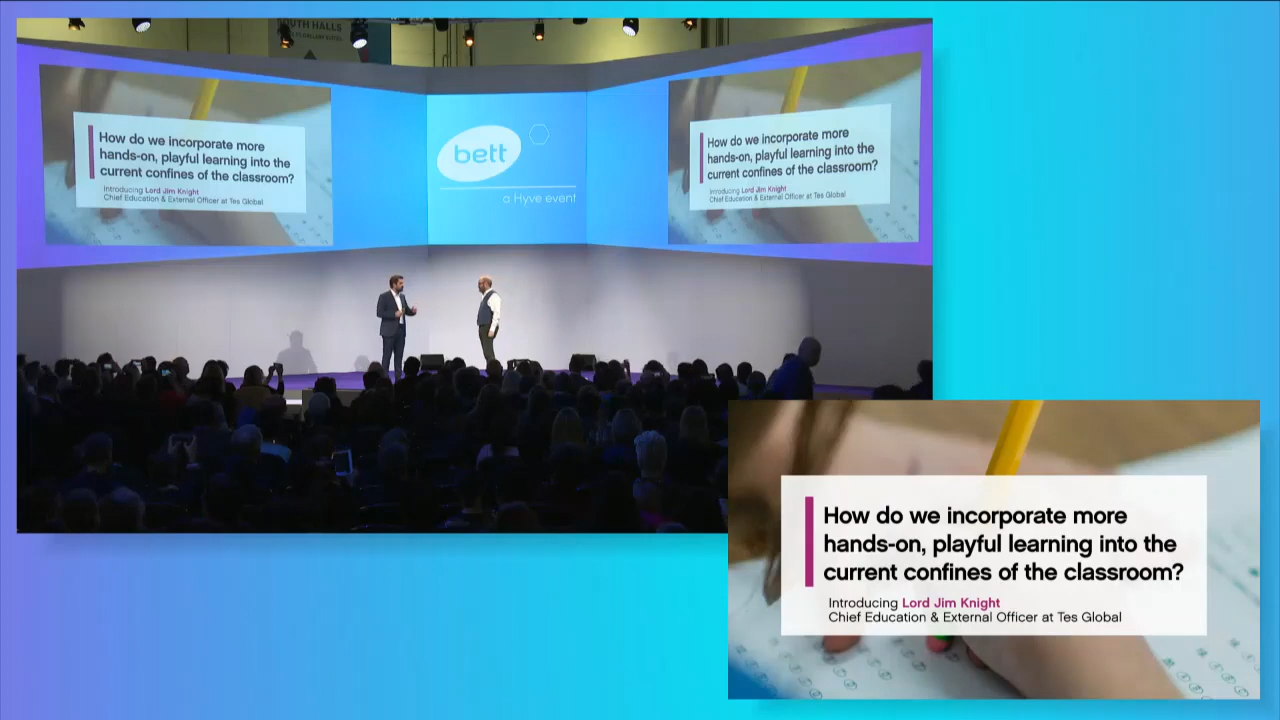 SOUTH HALLS
How do we incorporate more
hands-on, playful learning into the
current confines of the classroom?
Introducing Lord Jim Knight
Chief Education & External Officer at Tes Global
bett
a Hyve event
How do we incorporate more
hands-on, playful learning into the
current confines of the classroom?
Introducing Lord Jim Knight
Chief Education & External Officer at Tes Global
How do we incorporate more
hands-on, playful learning into the
current confines of the classroom?
Introducing Lord Jim Knight
Chief Education & External Officer at Tes Global